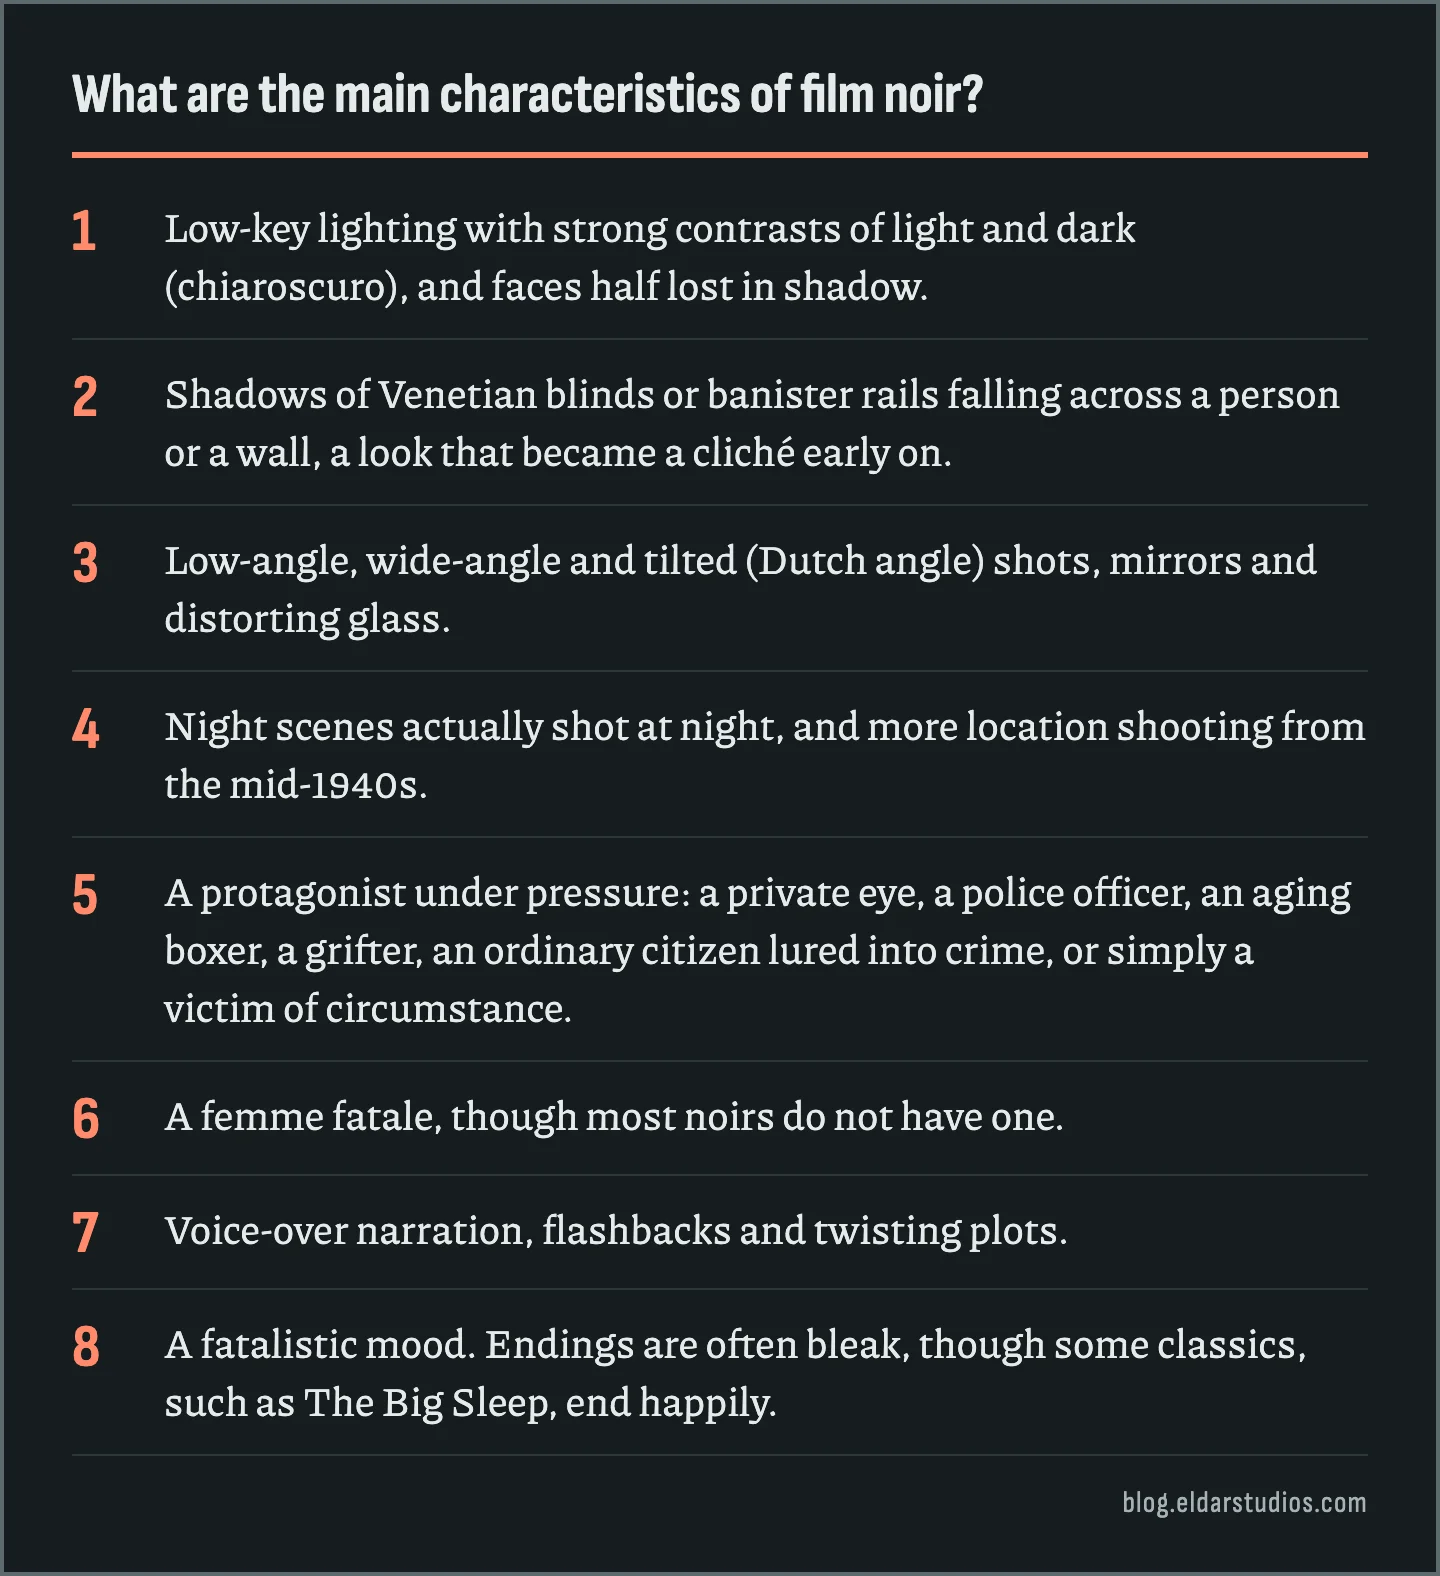 What are the main characteristics of film noir?
1
Low-key lighting with strong contrasts of light and dark
(chiaroscuro), and faces half lost in shadow.
2
Shadows of Venetian blinds or banister rails falling across a person
or a wall, a look that became a cliché early on.
3
Low-angle, wide-angle and tilted (Dutch angle) shots, mirrors and
distorting glass.
4
Night scenes actually shot at night, and more location shooting from
the mid-1940s.
5
A protagonist under pressure: a private eye, a police officer, an aging
boxer, a grifter, an ordinary citizen lured into crime, or simply a
victim of circumstance.
6
A femme fatale, though most noirs do not have one.
7
Voice-over narration, flashbacks and twisting plots.
8
A fatalistic mood. Endings are often bleak, though some classics,
such as The Big Sleep, end happily.
blog.eldarstudios.com